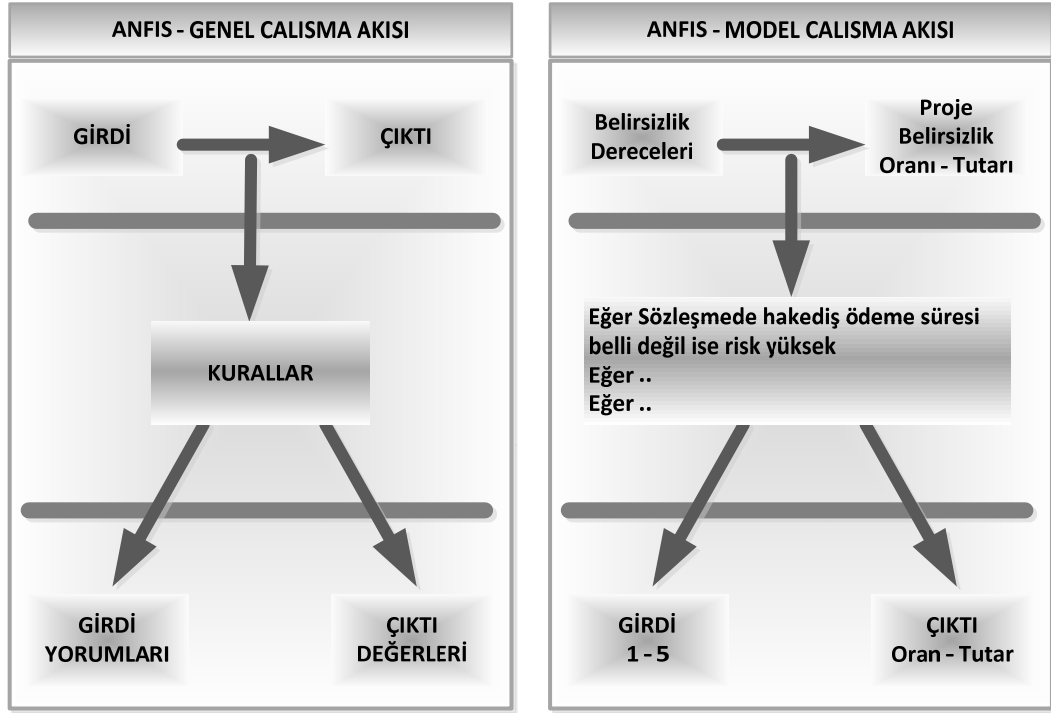 ANFIS - GENEL CALISMA AKISI
GİRDİ
ÇIKTI
KURALLAR
GİRDİ
YORUMLARI
ÇIKTI
DEĞERLERİ
ANFIS - MODEL CALISMA AKISI
Belirsizlik
Dereceleri
Proje
Belirsizlik
Oranı - Tutarı
Eğer Sözleşmede hakediş ödeme süresi
belli değil ise risk yüksek
Eğer ..
Eğer ..
GİRDİ
1 - 5
ÇIKTI
Oran - Tutar